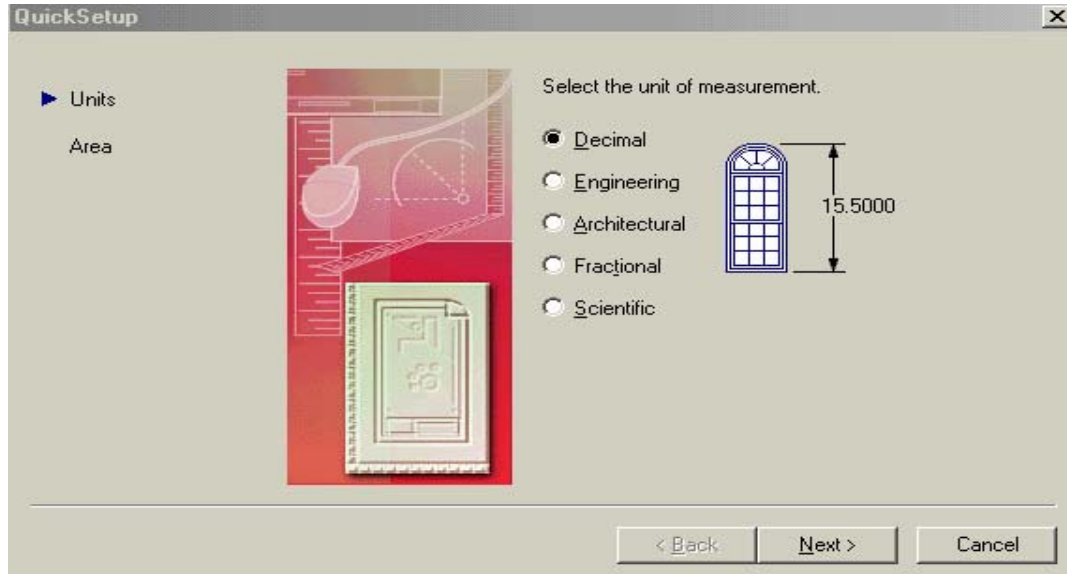 QuickSetup
Units
Area
Select the unit of measurement.
Decimal
Engineering
Architectural
Fractional
Scientific
15.5000
< Back
Next >
Cancel